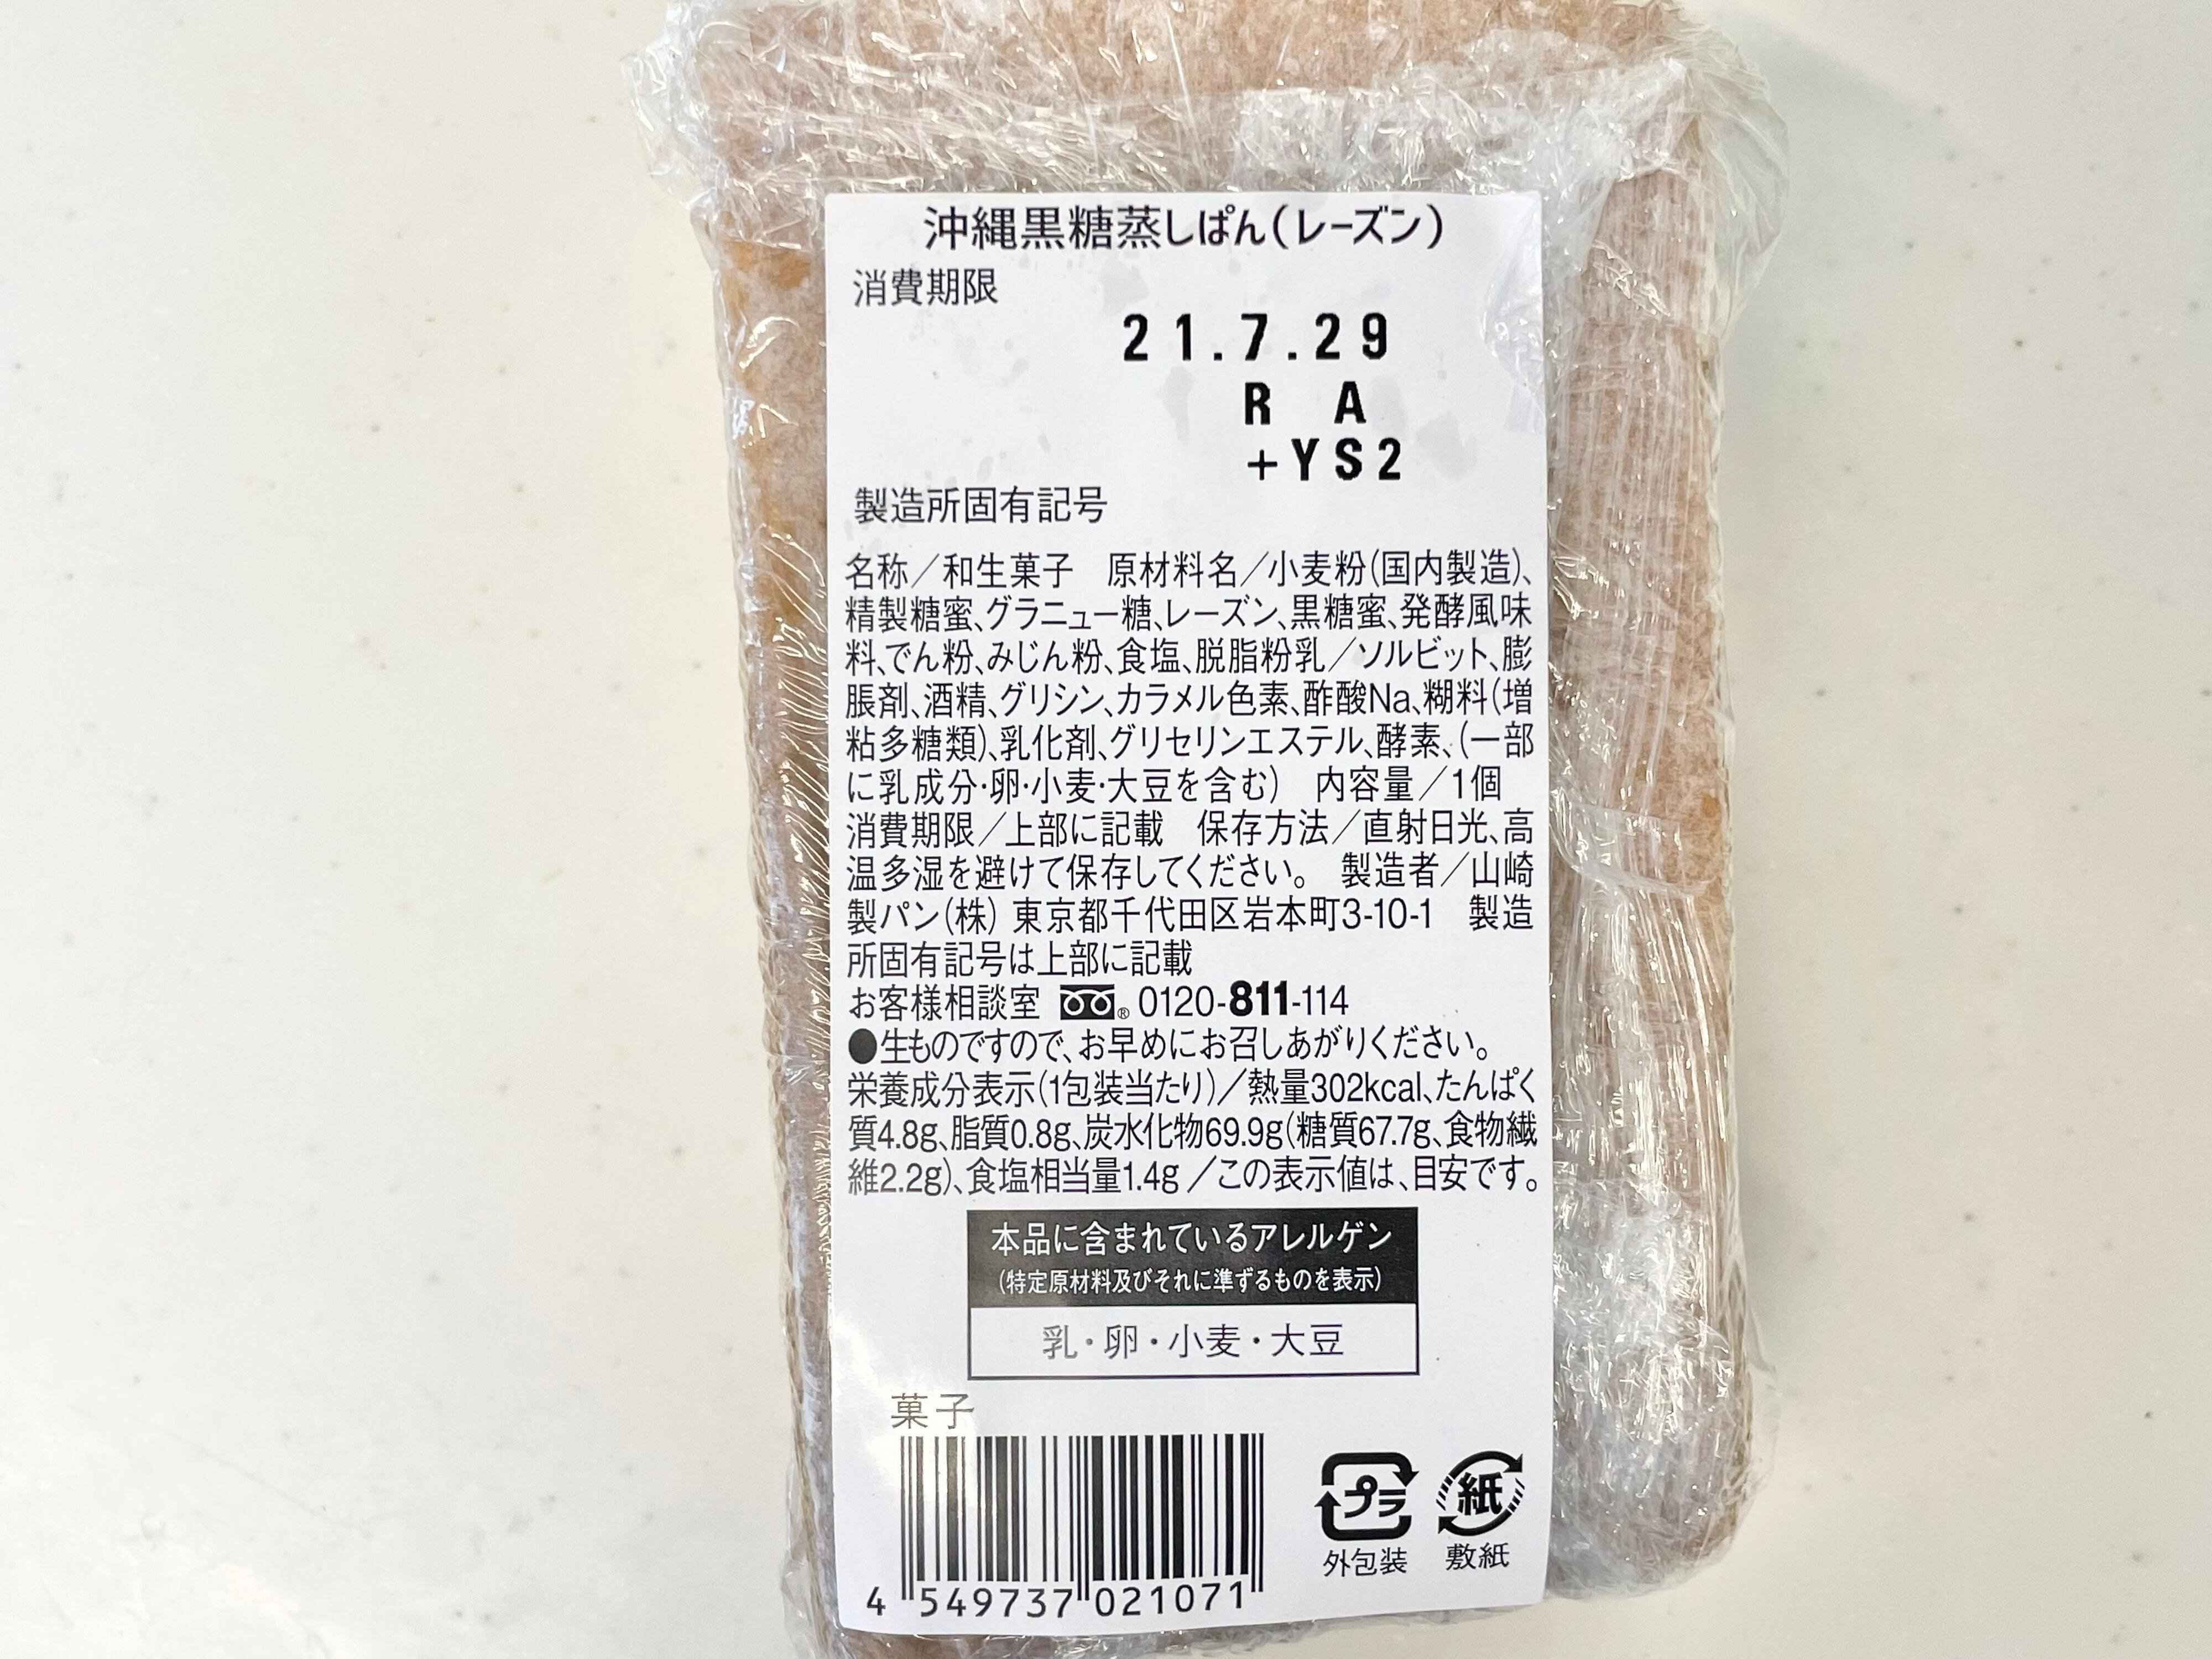 沖縄黒糖蒸しぱん(レーズン)
消費期限
21.7.29
R A
+YS2
製造所固有記号
名称/和生菓子 原材料名/小麦粉(国内製造)、
精製糖蜜、グラニュー糖、レーズン、黒糖蜜、発酵風味
料、でん粉、みじん粉、食塩、脱脂粉乳/ソルビット、膨
脹剤、酒精、グリシン、カラメル色素、酢酸Na、糊料(増
粘多糖類)、乳化剤、グリセリンエステル、酵素、(一部
に乳成分・卵・小麦・大豆を含む) 内容量/1個
消費期限/上部に記載 保存方法/直射日光、高
温多湿を避けて保存してください。 製造者/山崎
製パン(株) 東京都千代田区岩本町3-10-1 製造
所固有記号は上部に記載
お客様相談室 ® 0120-811-114
●生ものですので、お早めにお召しあがりください。
栄養成分表示(1包装当たり)/熱量302kcal、たんぱく
質4.8g、脂質0.8g、炭水化物69.9g(糖質67.7g、食物繊
維2.2g)、食塩相当量1.4g/この表示値は、目安です。
本品に含まれているアレルゲン
(特定原材料及びそれに準ずるものを表示)
乳・卵・小麦・大豆
菓子
4 549737 021071
プラ
外包装
紙
敷紙